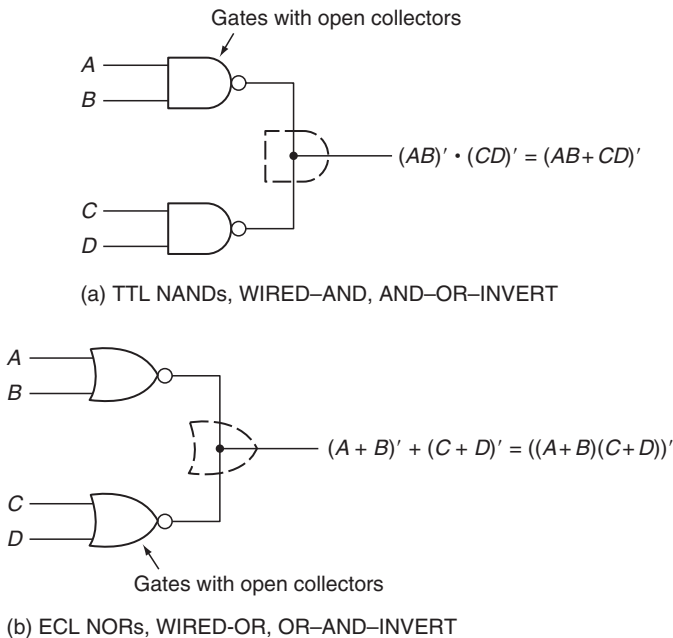 Gates with open collectors
A
B
(AB)′ • (CD)′ = (AB + CD)′
C
D
(a) TTL NANDs, WIRED–AND, AND–OR–INVERT
A
B
(A + B)′ + (C + D)′ = ((A + B)(C + D))′
C
D
Gates with open collectors
(b) ECL NORs, WIRED-OR, OR–AND–INVERT